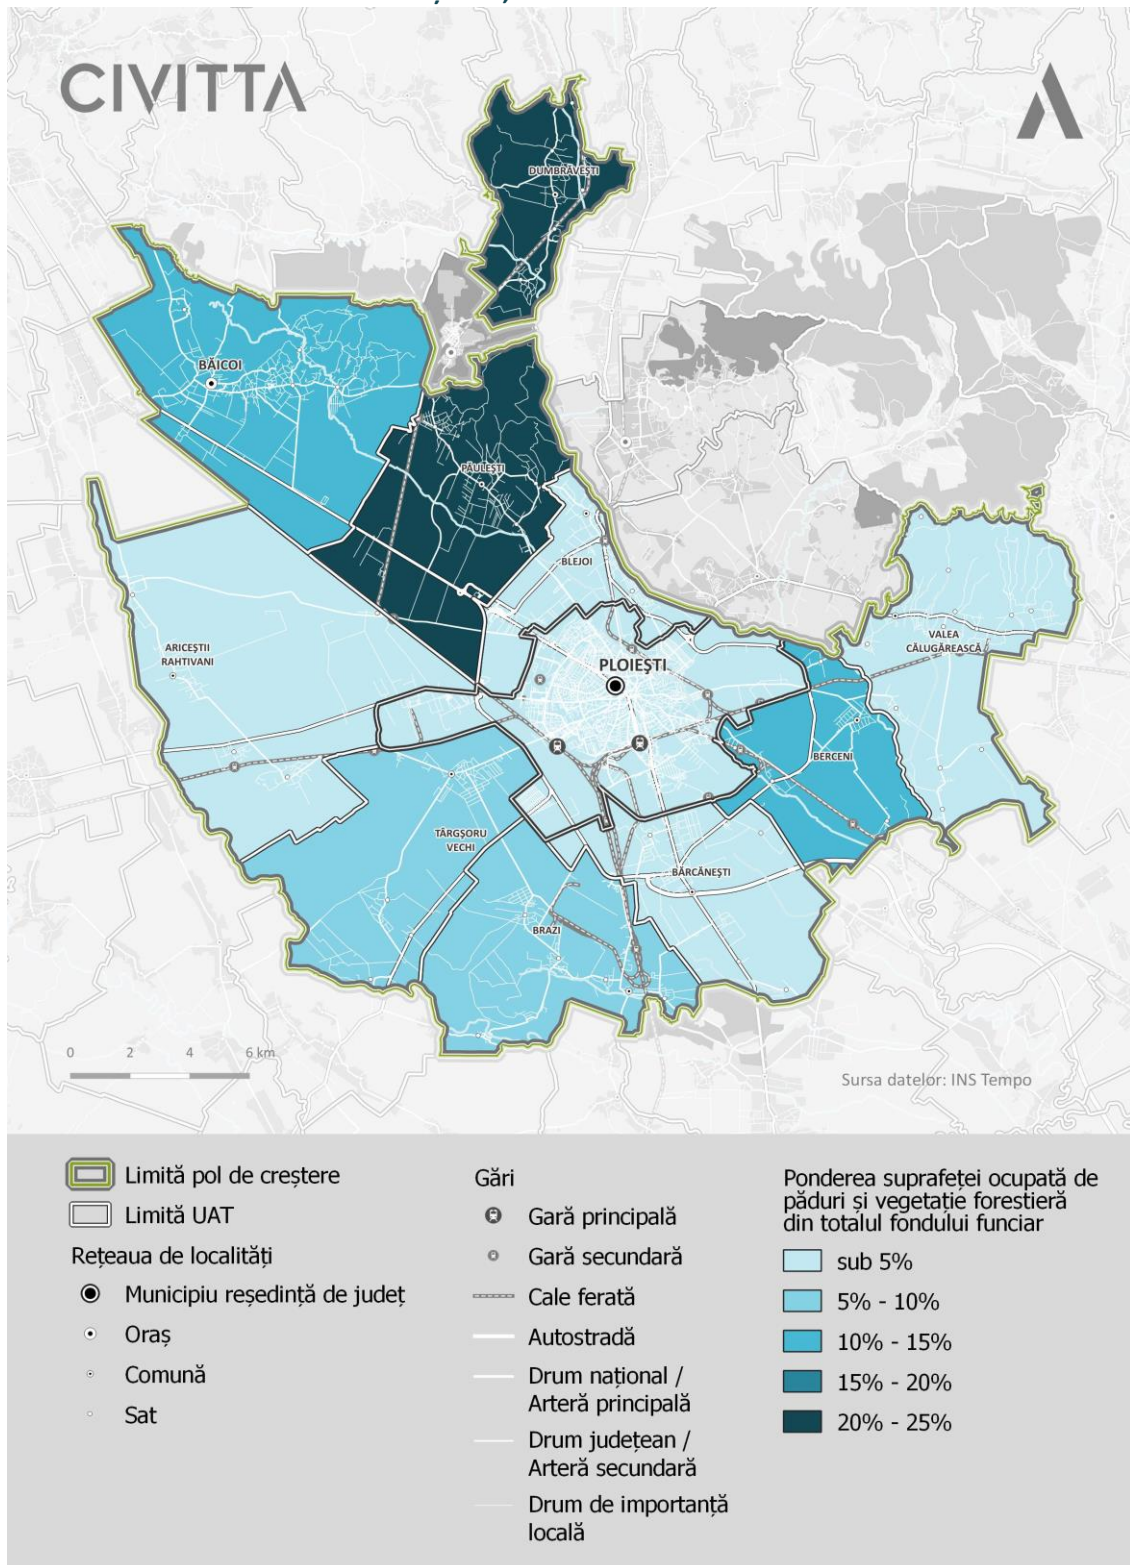 CIVITTA
DUMBRĂVEȘTI
BĂICOI
PĂULEȘTI
BLEJOI
ARICEȘTII
RAHTIVANI
PLOIEȘTI
VALEA
CĂLUGĂREASCĂ
BERCENI
TÂRGȘORU
VECHI
BĂRCĂNEȘTI
BRAZI
0 2 4 6 km
Sursa datelor: INS Tempo
Limită pol de creștere
Limită UAT
Rețeaua de localități
Municipiu reședință de județ
Oraș
Comună
Sat
Gări
Gară principală
Gară secundară
Cale ferată
Autostradă
Drum național /
Arteră principală
Drum județean /
Arteră secundară
Drum de importanță
locală
Ponderea suprafeței ocupată de
păduri și vegetație forestieră
din totalul fondului funciar
sub 5%
5% - 10%
10% - 15%
15% - 20%
20% - 25%